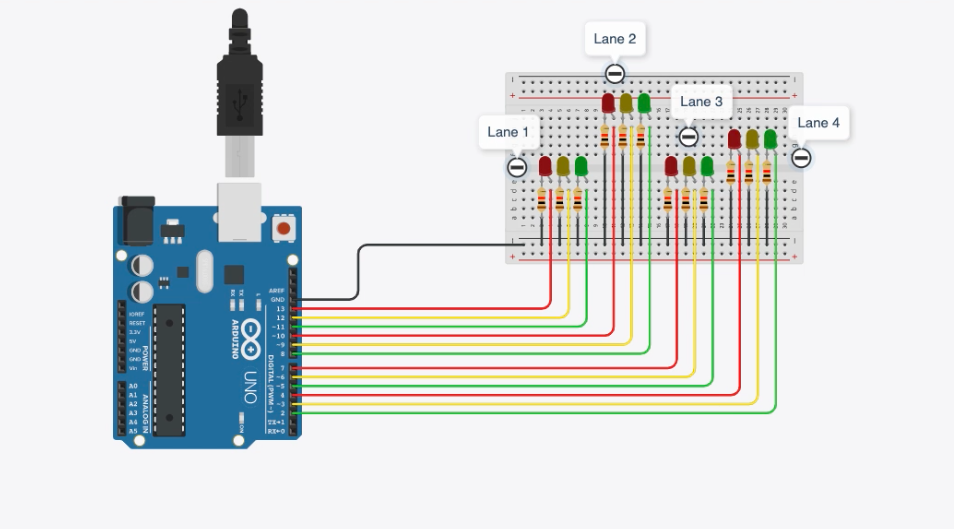 Lane 2
Lane 3
Lane 1
Lane 4
AREF
GND
13
12
~11
~10
~9
8
7
~6
~5
4
~3
2
TX→1
RX←0
DIGITAL (PWM~)
RX
TX
L
ARDUINO
UNO
ON
IOREF
RESET
3.3V
5V
GND
GND
Vin
POWER
A0
A1
A2
A3
A4
A5
ANALOG IN